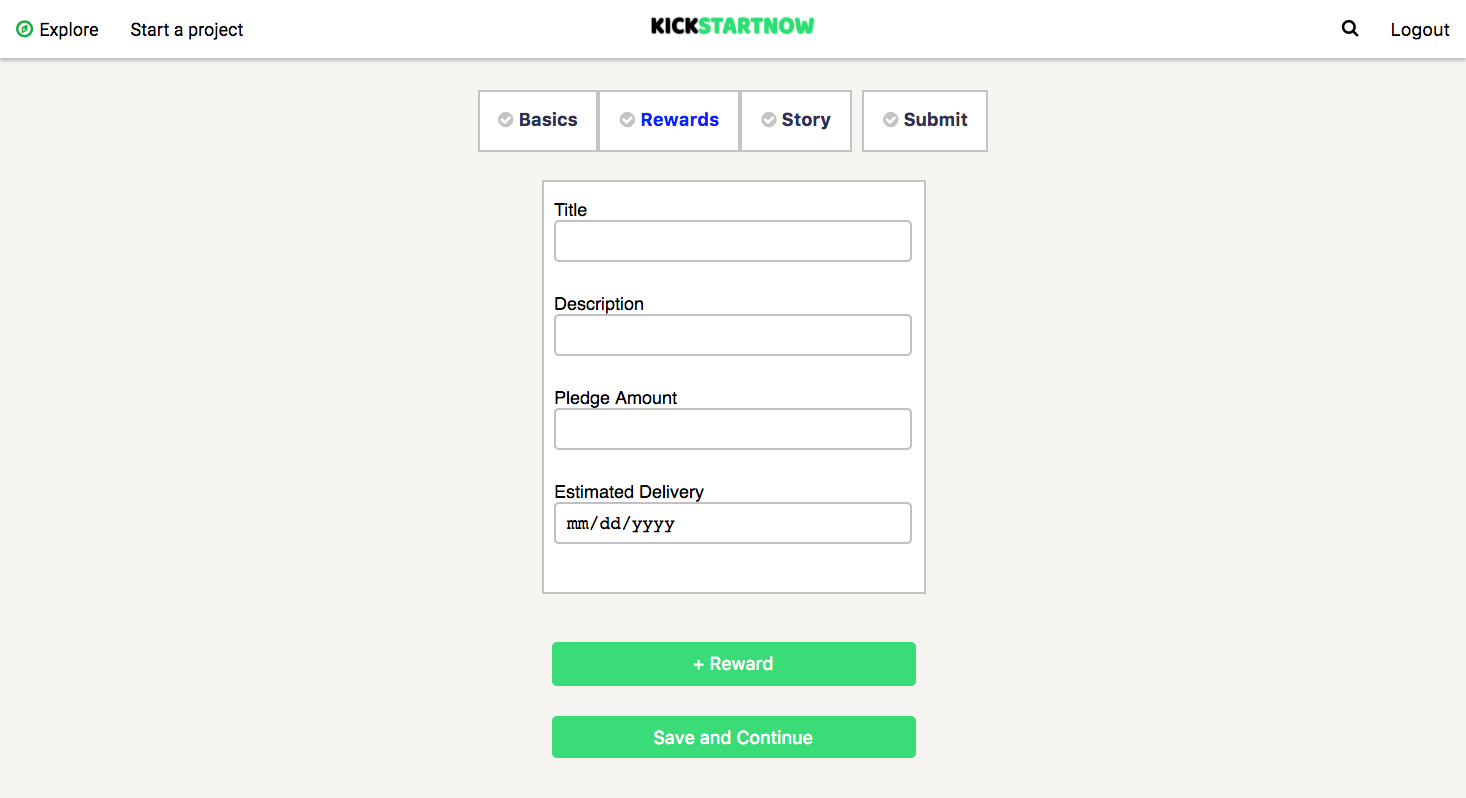 Explore Start a project KICKSTARTNOW Logout
Basics Rewards Story Submit
Title
Description
Pledge Amount
Estimated Delivery
mm/dd/yyyy
+ Reward
Save and Continue